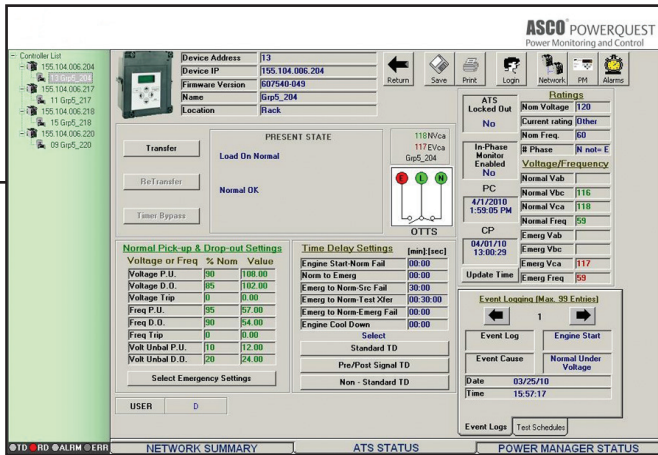 ASCO® POWERQUEST
Power Monitoring and Control
Controller List
155.104.006.204
13 Grp5_204
155.104.006.217
11 Grp5_217
155.104.006.218
15 Grp5_218
155.104.006.220
09 Grp5_220
Device Address 13
Device IP 155.104.006.204
Firmware Version 607540-049
Name Grp5_204
Location Rack
Return Save Print Login Network PM Alarms
Transfer
ReTransfer
Timer Bypass
PRESENT STATE
Load On Normal
Normal OK
118 NVca
117 EVca
Grp5_204
E L N
OTTS
ATS Locked Out
No
In-Phase Monitor Enabled
No
PC
4/1/2010
1:59:05 PM
CP
04/01/10
13:00:29
Update Time
Ratings
Nom Voltage 120
Current rating Other
Nom Freq. 60
# Phase N not= E
Voltage/Frequency
Normal Vab
Normal Vbc 116
Normal Vca 118
Normal Freq 59
Emerg Vab
Emerg Vbc
Emerg Vca 117
Emerg Freq 59
Normal Pick-up & Drop-out Settings
Voltage or Freq % Nom Value
Voltage P.U. 90 108.00
Voltage D.O. 85 102.00
Voltage Trip 0 0.00
Freq P.U. 95 57.00
Freq D.O. 90 54.00
Freq Trip 0 0.00
Volt Unbal P.U. 10 12.00
Volt Unbal D.O. 20 24.00
Select Emergency Settings
Time Delay Settings [min]:[sec]
Engine Start-Norm Fail 00:00
Norm to Emerg 00:00
Emerg to Norm-Src Fail 30:00
Emerg to Norm-Test Xfer 00:30:00
Emerg to Norm-Emerg Fail 00:00
Engine Cool Down 00:00
Select
Standard TD
Pre/Post Signal TD
Non - Standard TD
Event Logging (Max. 99 Entries)
1
Event Log Engine Start
Event Cause Normal Under Voltage
Date 03/25/10
Time 15:57:17
Event Logs Test Schedules
USER D
TD RD ALRM ERR
NETWORK SUMMARY ATS STATUS POWER MANAGER STATUS